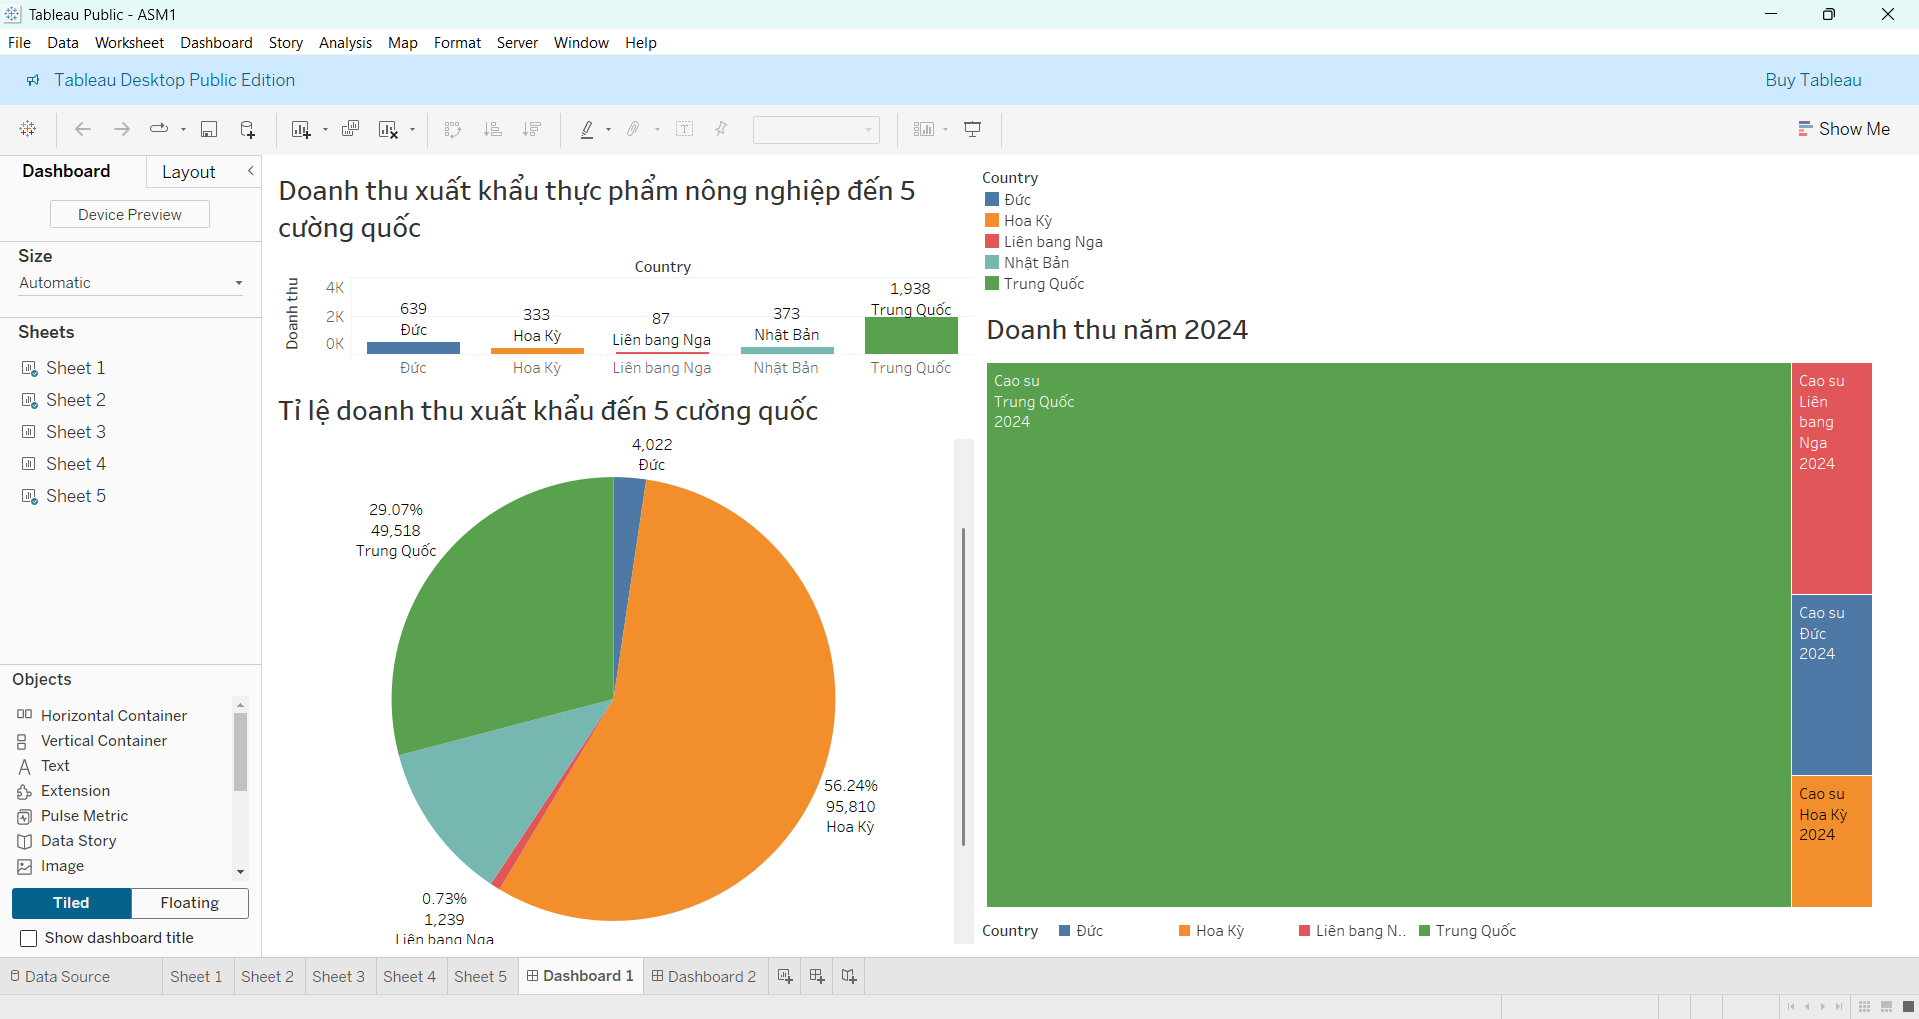 Tableau Public - ASM1
File Data Worksheet Dashboard Story Analysis Map Format Server Window Help
Tableau Desktop Public Edition
Buy Tableau
Show Me
Dashboard
Layout
Device Preview
Size
Automatic
Sheets
Sheet 1
Sheet 2
Sheet 3
Sheet 4
Sheet 5
Objects
Horizontal Container
Vertical Container
Text
Extension
Pulse Metric
Data Story
Image
Tiled
Floating
Show dashboard title
Doanh thu xuất khẩu thực phẩm nông nghiệp đến 5
cường quốc
Country
Doanh thu
4K
2K
0K
639
Đức
333
Hoa Kỳ
87
Liên bang Nga
373
Nhật Bản
1,938
Trung Quốc
Đức
Hoa Kỳ
Liên bang Nga
Nhật Bản
Trung Quốc
Tỉ lệ doanh thu xuất khẩu đến 5 cường quốc
4,022
Đức
29.07%
49,518
Trung Quốc
56.24%
95,810
Hoa Kỳ
0.73%
1,239
Liên bang Nga
Country
Đức
Hoa Kỳ
Liên bang Nga
Nhật Bản
Trung Quốc
Doanh thu năm 2024
Cao su
Trung Quốc
2024
Cao su
Liên
bang
Nga
2024
Cao su
Đức
2024
Cao su
Hoa Kỳ
2024
Country
Đức
Hoa Kỳ
Liên bang N..
Trung Quốc
Data Source
Sheet 1
Sheet 2
Sheet 3
Sheet 4
Sheet 5
Dashboard 1
Dashboard 2